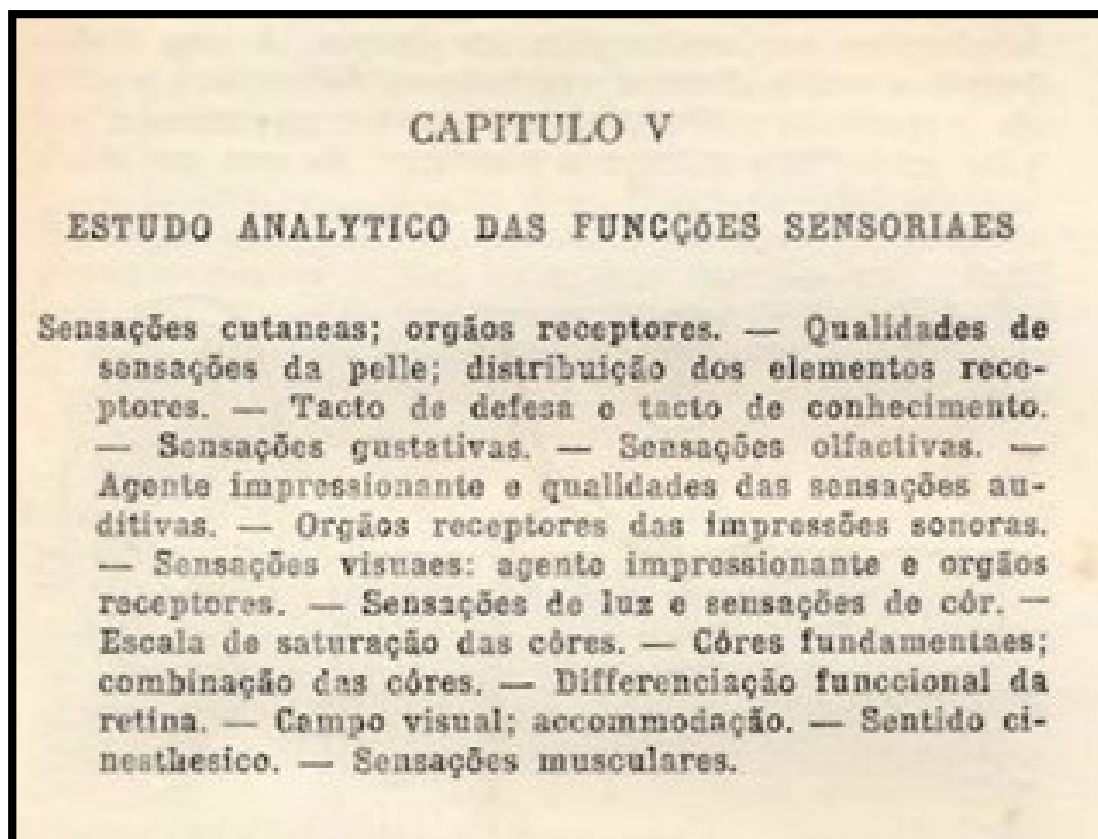 CAPITULO V
ESTUDO ANALYTICO DAS FUNCÇÕES SENSORIAES
Sensações cutaneas; orgãos receptores. — Qualidades de
sensações da pelle; distribuição dos elementos rece-
ptores. — Tacto de defesa e tacto de conhecimento.
— Sensações gustativas. — Sensações olfactivas. —
Agente impressionante e qualidades das sensações au-
ditivas. — Orgãos receptores das impressões sonoras.
— Sensações visuaes: agente impressionante e orgãos
receptores. — Sensações de luz e sensações de côr. —
Escala de saturação das côres. — Côres fundamentaes;
combinação das côres. — Differenciação funccional da
retina. — Campo visual; accommodação. — Sentido ci-
nesthesico. — Sensações musculares.